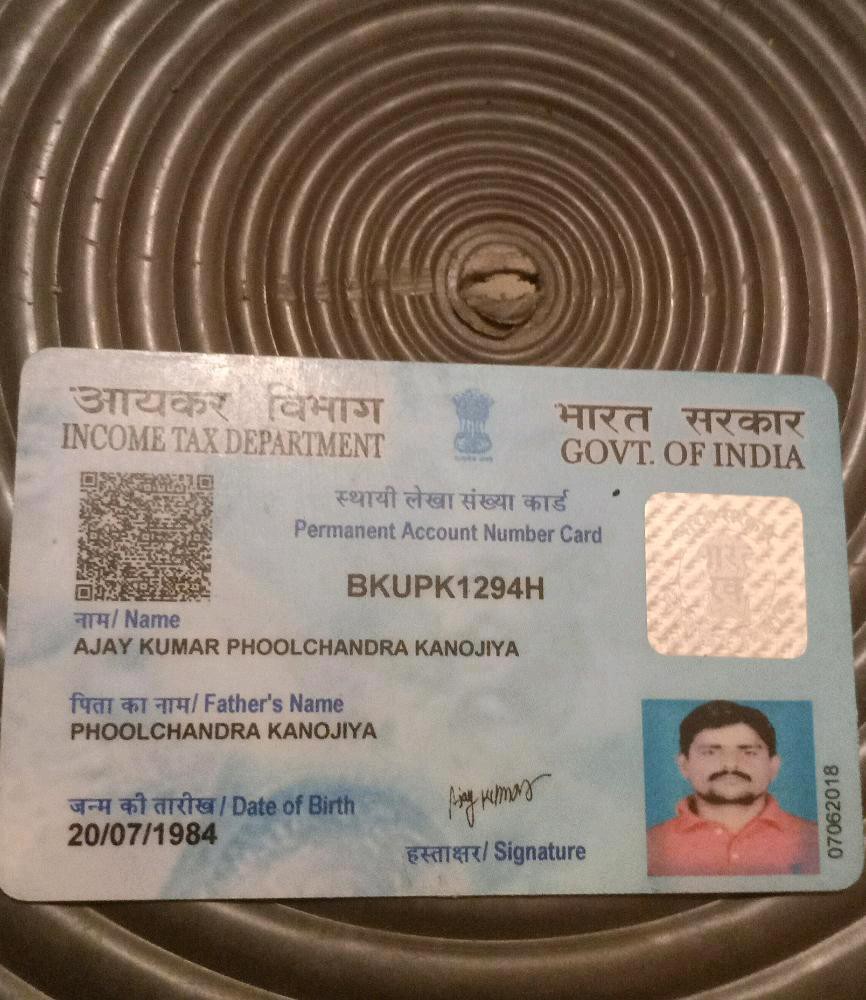 आयकर विभाग
INCOME TAX DEPARTMENT
भारत सरकार
GOVT. OF INDIA
स्थायी लेखा संख्या कार्ड
Permanent Account Number Card
BKUPK1294H
नाम/ Name
AJAY KUMAR PHOOLCHANDRA KANOJIYA
पिता का नाम/ Father's Name
PHOOLCHANDRA KANOJIYA
जन्म की तारीख/ Date of Birth
20/07/1984
Ajay Kumar
हस्ताक्षर/ Signature
07062018